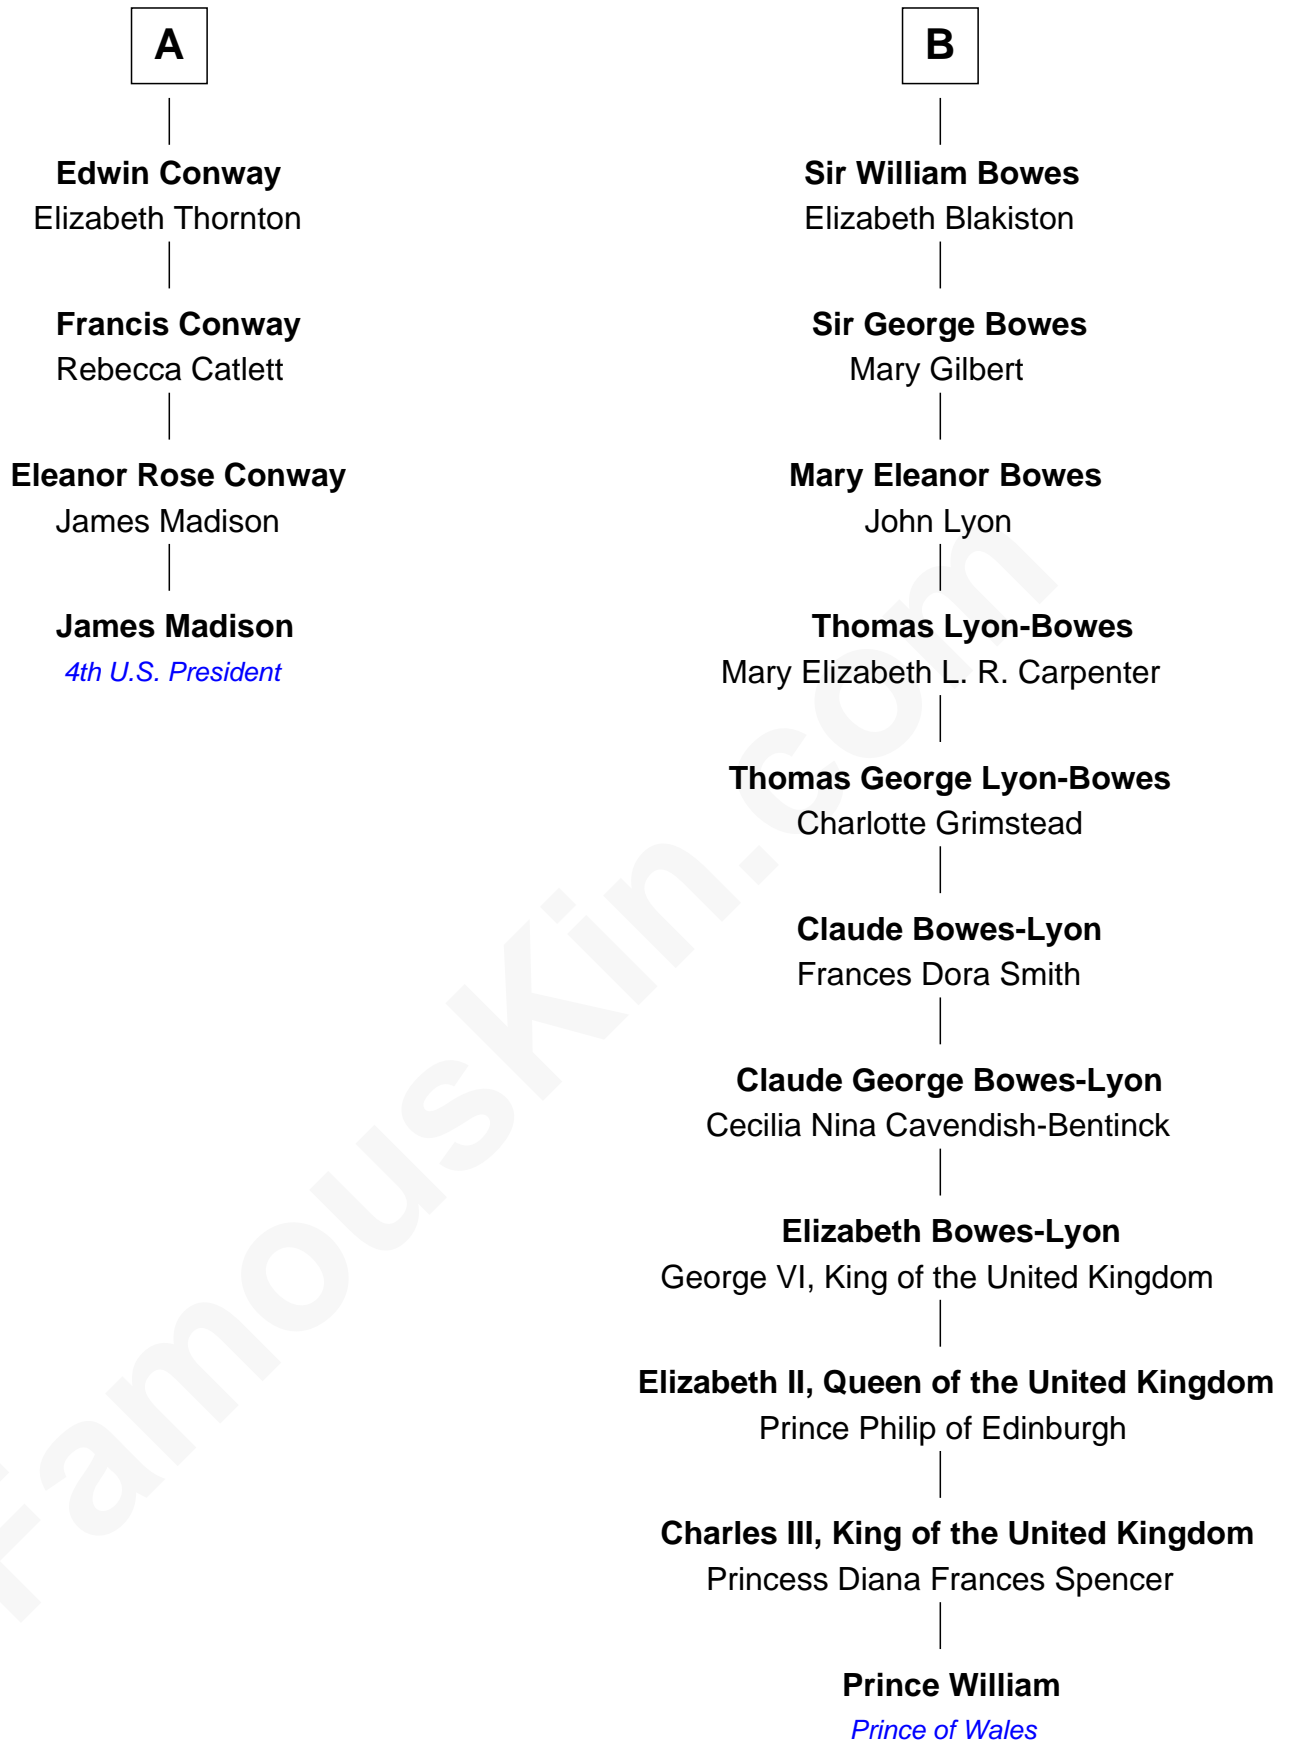 A
Edwin Conway
Elizabeth Thornton
Francis Conway
Rebecca Catlett
Eleanor Rose Conway
James Madison
James Madison
4th U.S. President
B
Sir William Bowes
Elizabeth Blakiston
Sir George Bowes
Mary Gilbert
Mary Eleanor Bowes
John Lyon
Thomas Lyon-Bowes
Mary Elizabeth L. R. Carpenter
Thomas George Lyon-Bowes
Charlotte Grimstead
Claude Bowes-Lyon
Frances Dora Smith
Claude George Bowes-Lyon
Cecilia Nina Cavendish-Bentinck
Elizabeth Bowes-Lyon
George VI, King of the United Kingdom
Elizabeth II, Queen of the United Kingdom
Prince Philip of Edinburgh
Charles III, King of the United Kingdom
Princess Diana Frances Spencer
Prince William
Prince of Wales
FamousKin.com